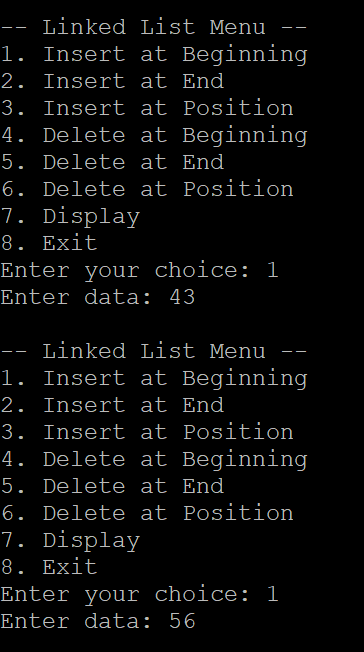 -- Linked List Menu --
1. Insert at Beginning
2. Insert at End
3. Insert at Position
4. Delete at Beginning
5. Delete at End
6. Delete at Position
7. Display
8. Exit
Enter your choice: 1
Enter data: 43
-- Linked List Menu --
1. Insert at Beginning
2. Insert at End
3. Insert at Position
4. Delete at Beginning
5. Delete at End
6. Delete at Position
7. Display
8. Exit
Enter your choice: 1
Enter data: 56